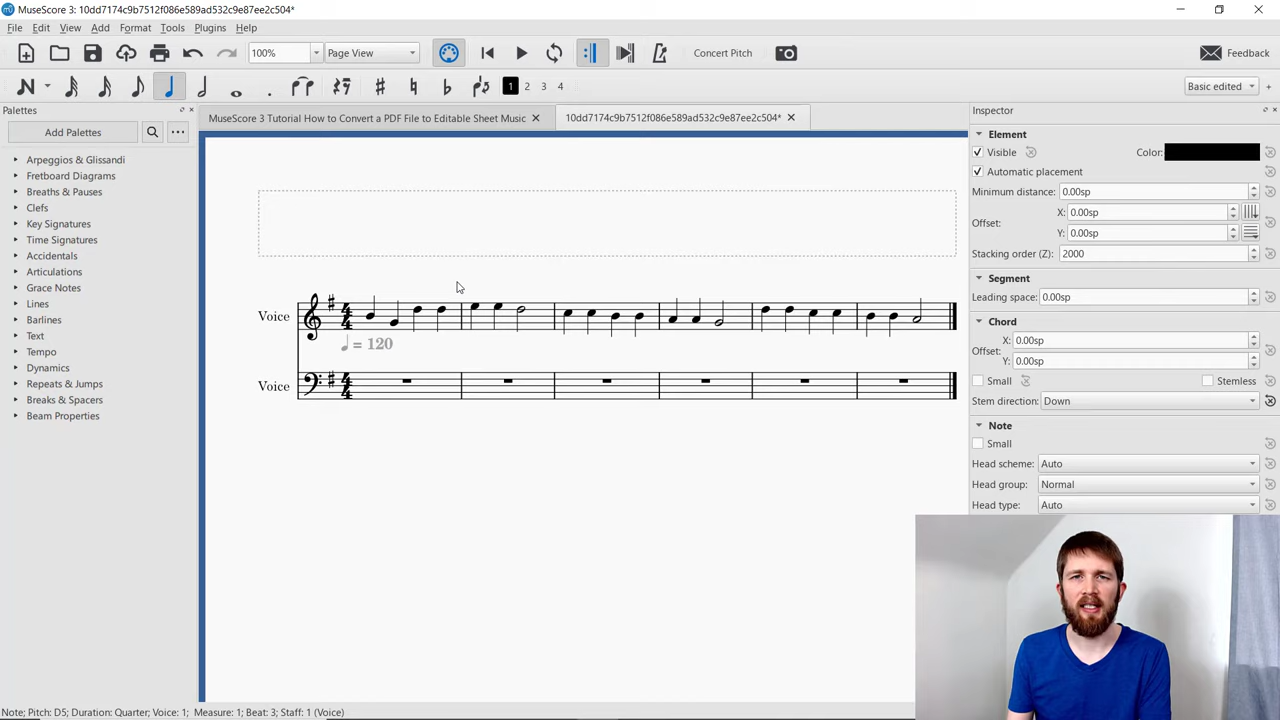 MuseScore 3: 10dd7174c9b7512f086e589ad532c9e87ee2c504*
File Edit View Add Format Tools Plugins Help
100% Page View Concert Pitch Feedback
1 2 3 4 Basic edited +
Palettes
Add Palettes
Arpeggios & Glissandi
Fretboard Diagrams
Breaths & Pauses
Clefs
Key Signatures
Time Signatures
Accidentals
Articulations
Grace Notes
Lines
Barlines
Text
Tempo
Dynamics
Repeats & Jumps
Breaks & Spacers
Beam Properties
MuseScore 3 Tutorial How to Convert a PDF File to Editable Sheet Music
10dd7174c9b7512f086e589ad532c9e87ee2c504*
Voice
= 120
Voice
Inspector
Element
Visible Color:
Automatic placement
Minimum distance: 0.00sp
X: 0.00sp
Offset:
Y: 0.00sp
Stacking order (Z): 2000
Segment
Leading space: 0.00sp
Chord
X: 0.00sp
Offset:
Y: 0.00sp
Small Stemless
Stem direction: Down
Note
Small
Head scheme: Auto
Head group: Normal
Head type: Auto
Note; Pitch: D5; Duration: Quarter; Voice: 1; Measure: 1; Beat: 3; Staff: 1 (Voice)